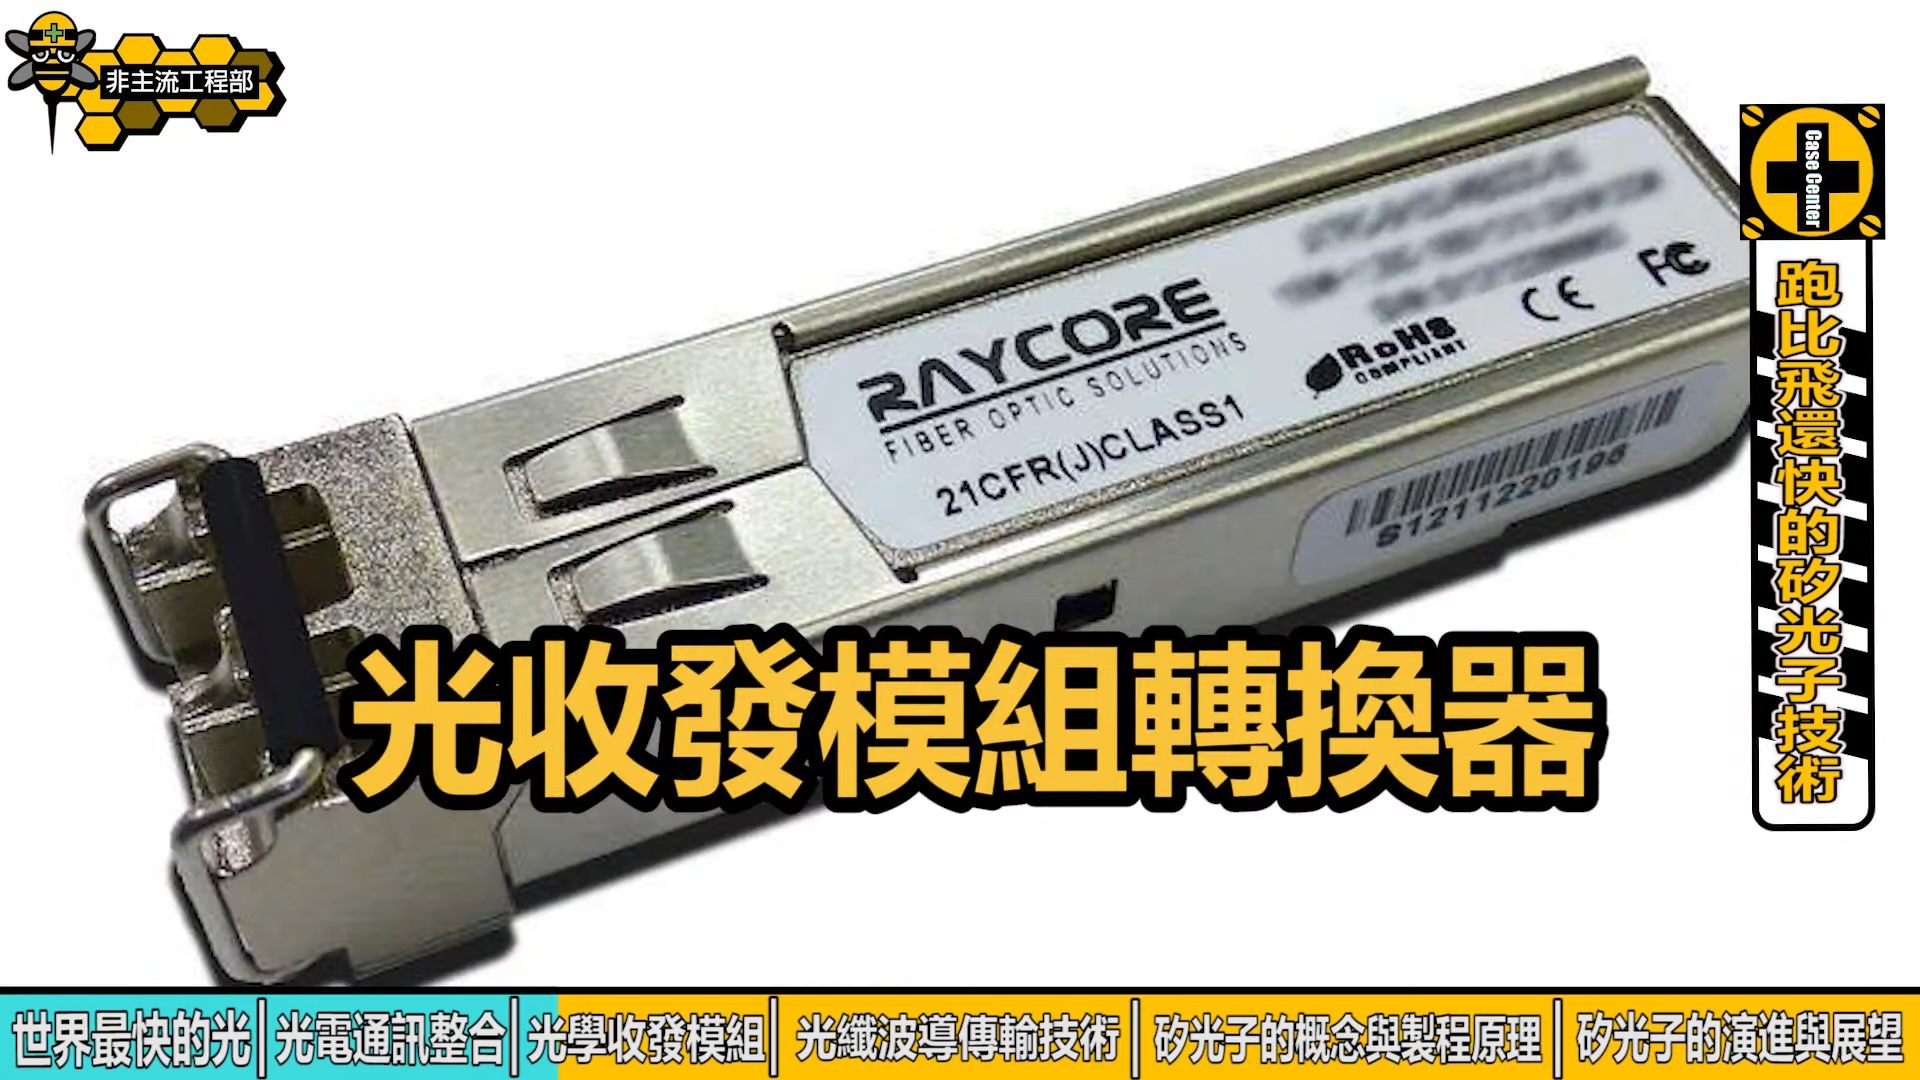 非主流工程部
Case Center
跑比飛還快的矽光子技術
RAYCORE
FIBER OPTIC SOLUTIONS
21CFR(J)CLASS1
RoHS
COMPLIANT
CE
FC
S1211220198
光收發模組轉換器
世界最快的光
光電通訊整合
光學收發模組
光纖波導傳輸技術
矽光子的概念與製程原理
矽光子的演進與展望